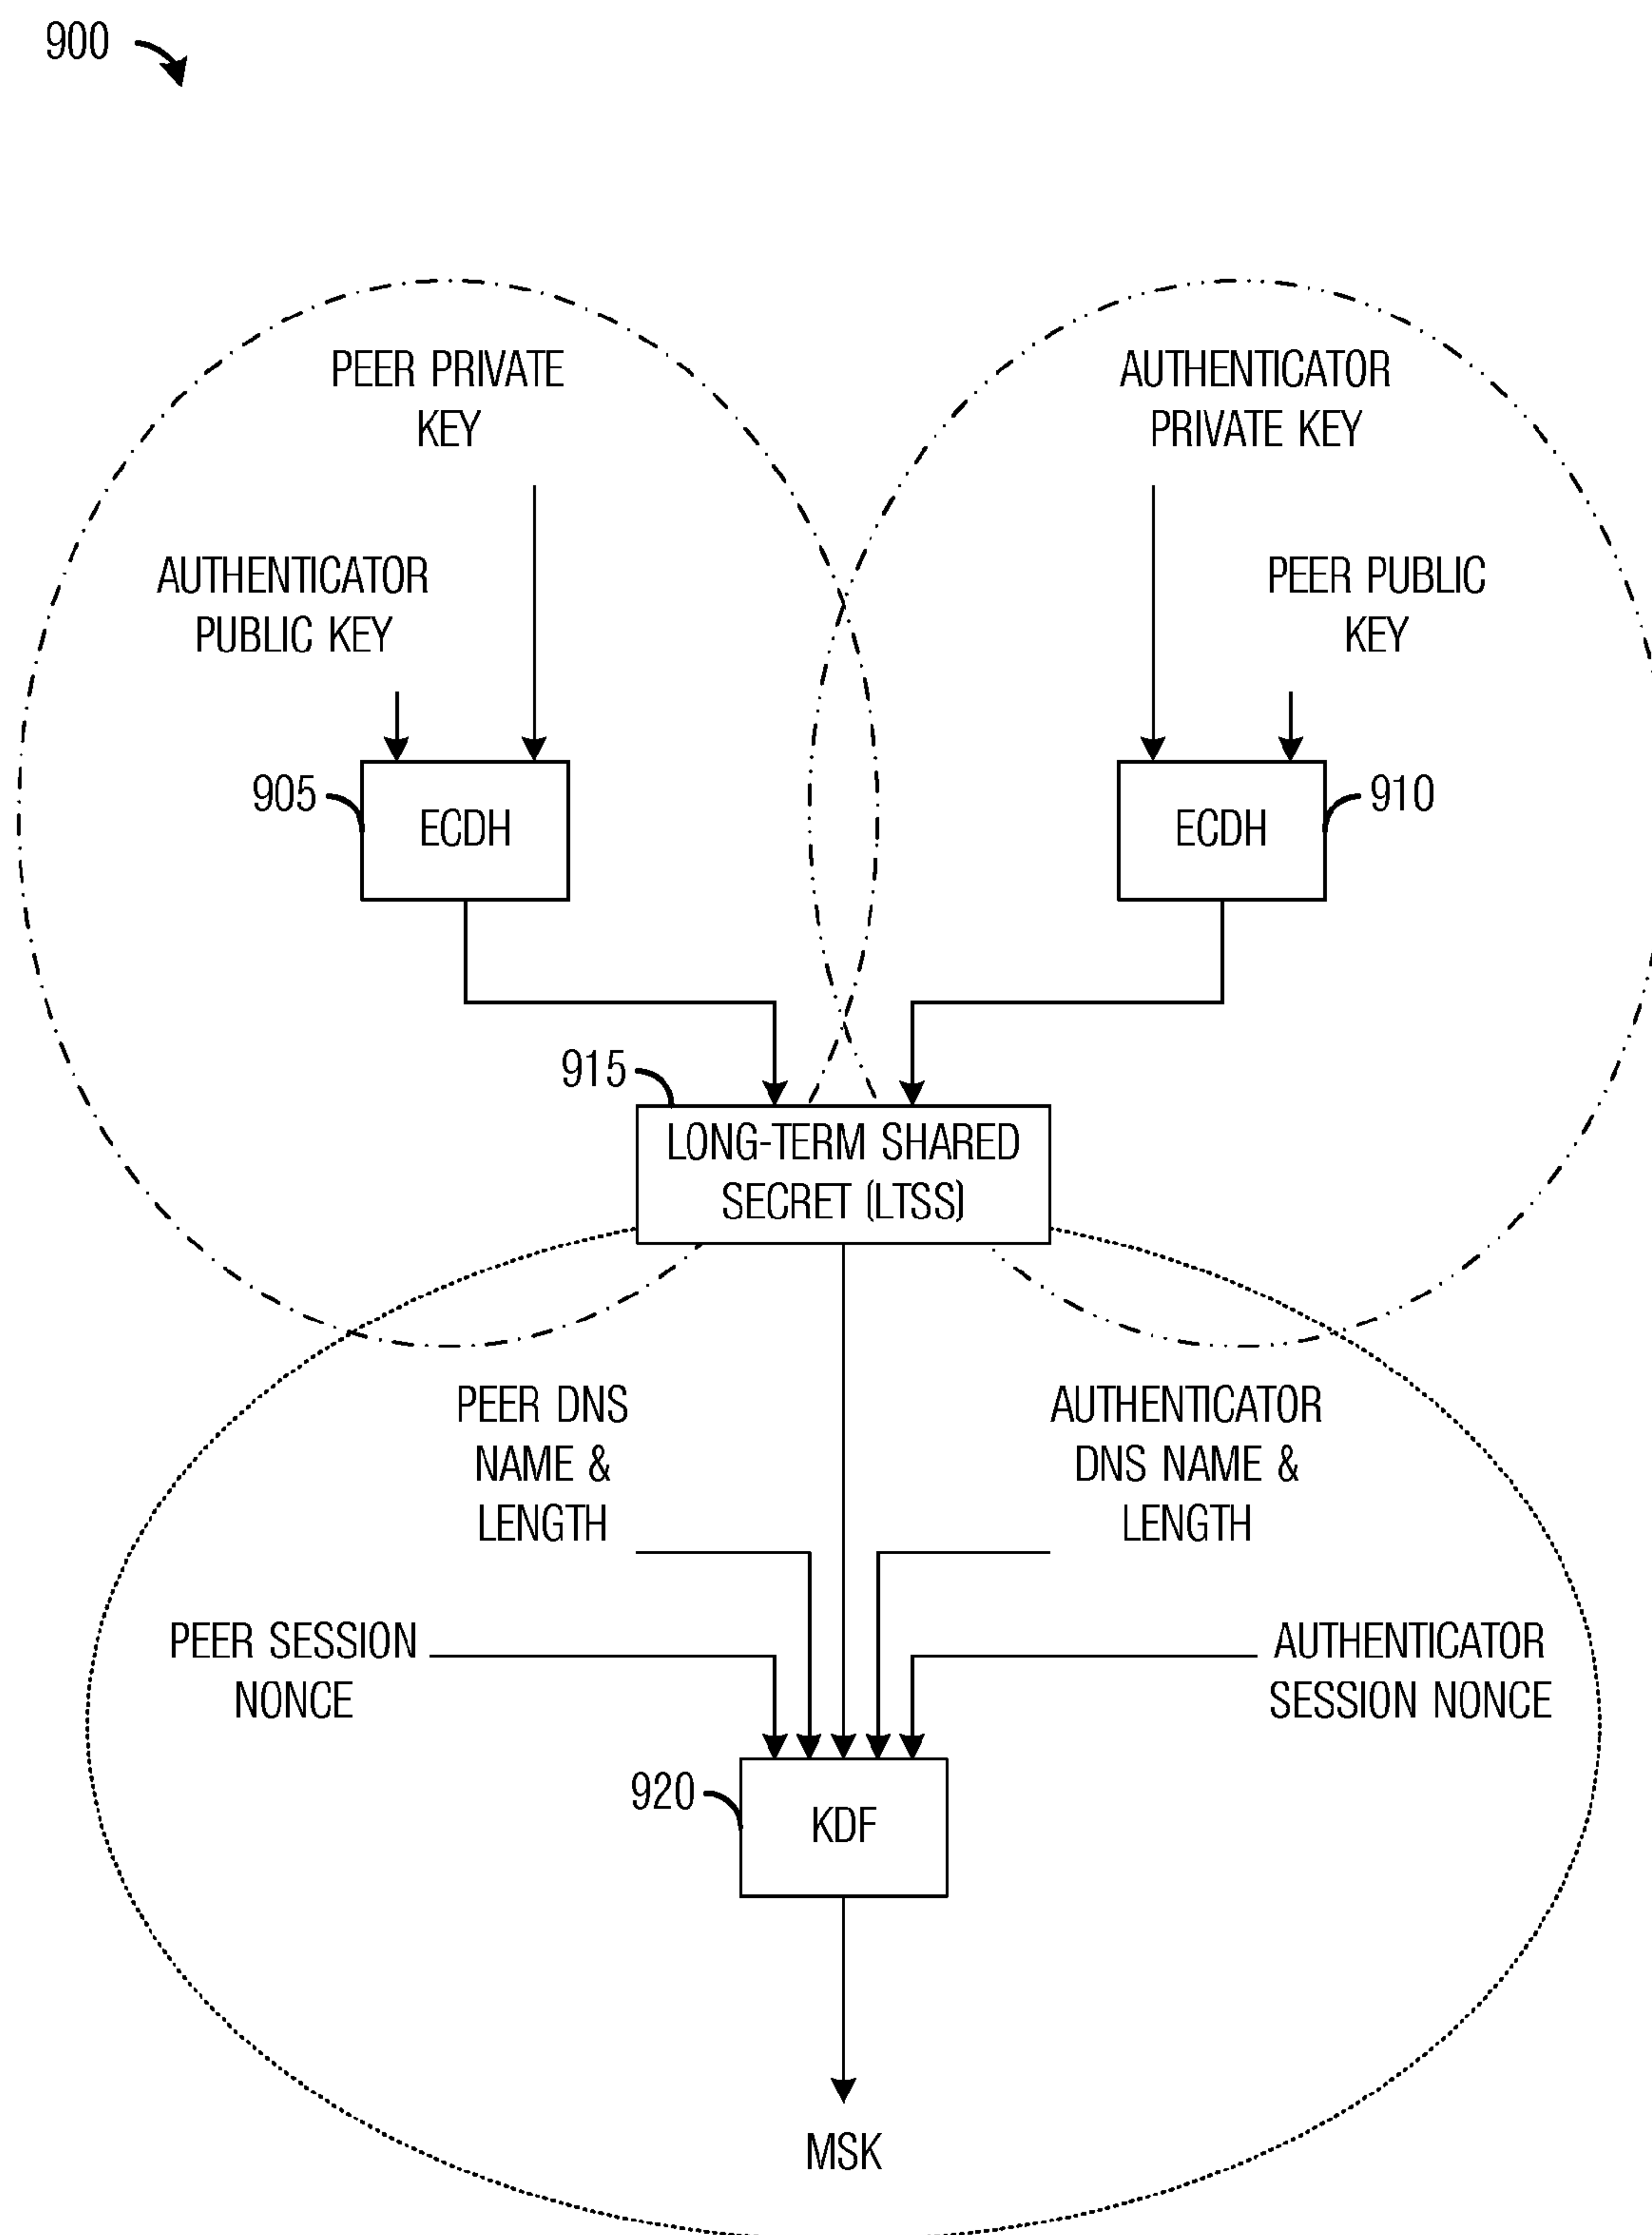 900
PEER PRIVATE
KEY
AUTHENTICATOR
PRIVATE KEY
AUTHENTICATOR
PUBLIC KEY
PEER PUBLIC
KEY
905
ECDH
ECDH
910
915
LONG-TERM SHARED
SECRET (LTSS)
PEER DNS
NAME &
LENGTH
AUTHENTICATOR
DNS NAME &
LENGTH
PEER SESSION
NONCE
AUTHENTICATOR
SESSION NONCE
920
KDF
MSK